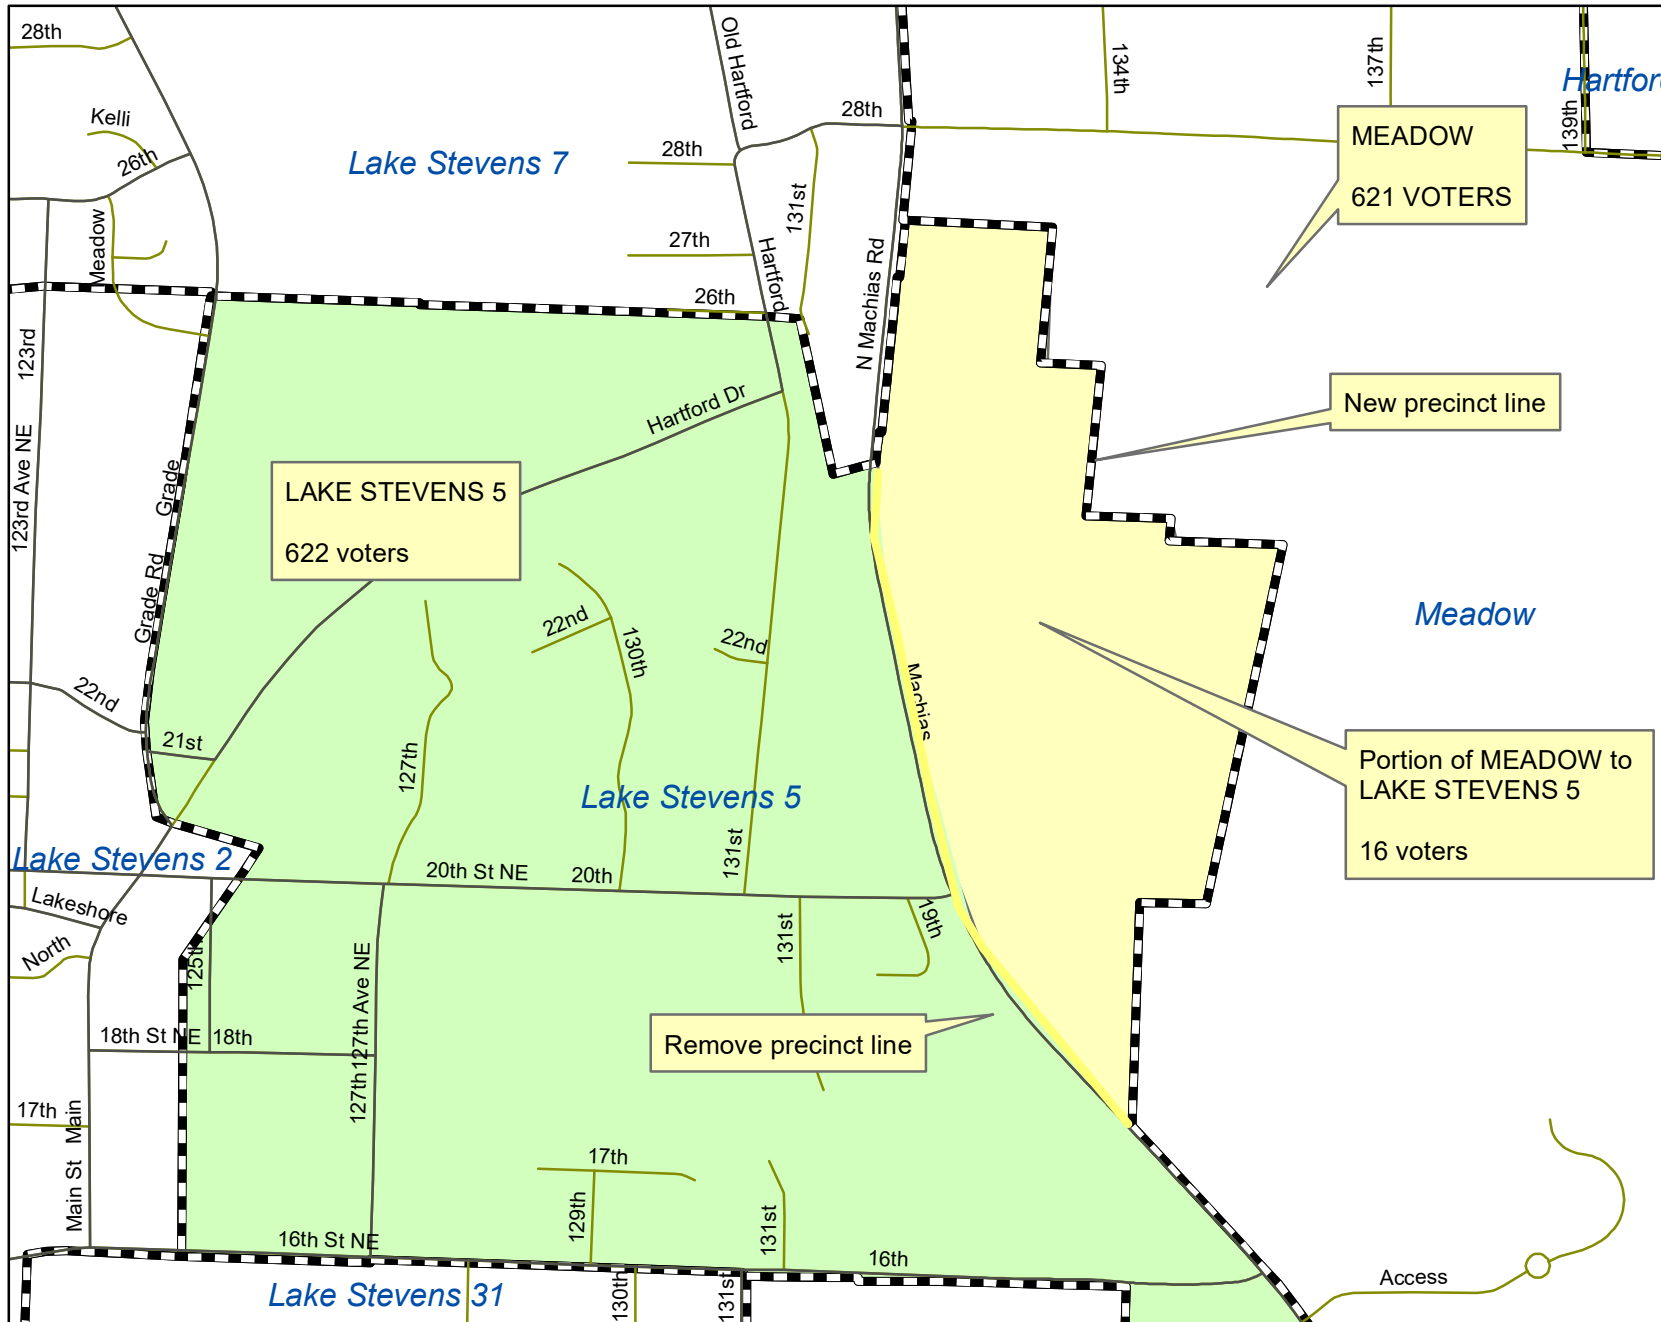 28th
Old Hartford
134th
137th
Hartfor
Kelli
28th
139th
MEADOW
621 VOTERS
26th
Lake Stevens 7
28th
131st
Meadow
27th
Hartford
N Machias Rd
26th
123rd
New precinct line
Hartford Dr
123rd Ave NE
Grade
LAKE STEVENS 5
622 voters
Grade Rd
22nd
130th
22nd
Meadow
Machias
22nd
21st
127th
Portion of MEADOW to
LAKE STEVENS 5
16 voters
Lake Stevens 5
131st
Lake Stevens 2
20th St NE
20th
Lakeshore
19th
131st
North
125th
127th Ave NE
18th St NE
18th
Remove precinct line
127th
17th
Main
17th
Main St
129th
131st
16th St NE
16th
Lake Stevens 31
130th
131st
Access